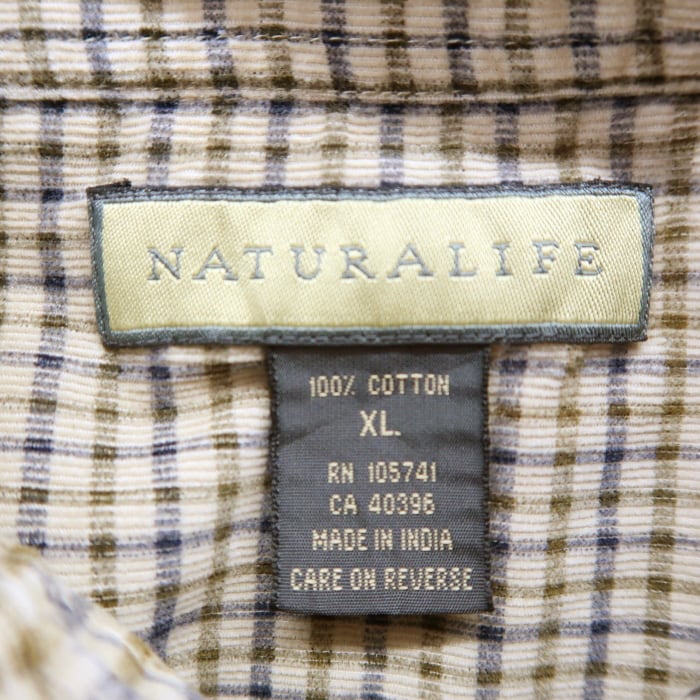 NATURALIFE
100% COTTON
XL.
RN 105741
CA 40396
MADE IN INDIA
CARE ON REVERSE